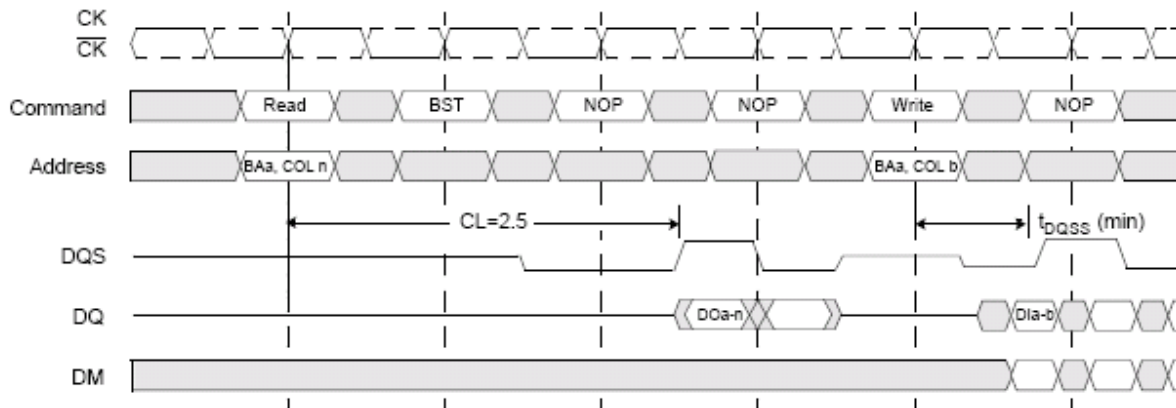 CK
CK
Command Read BST NOP NOP Write NOP
Address BAa, COL n BAa, COL b
CL=2.5 tDQSS (min)
DQS
DQ DOa-n DIa-b
DM